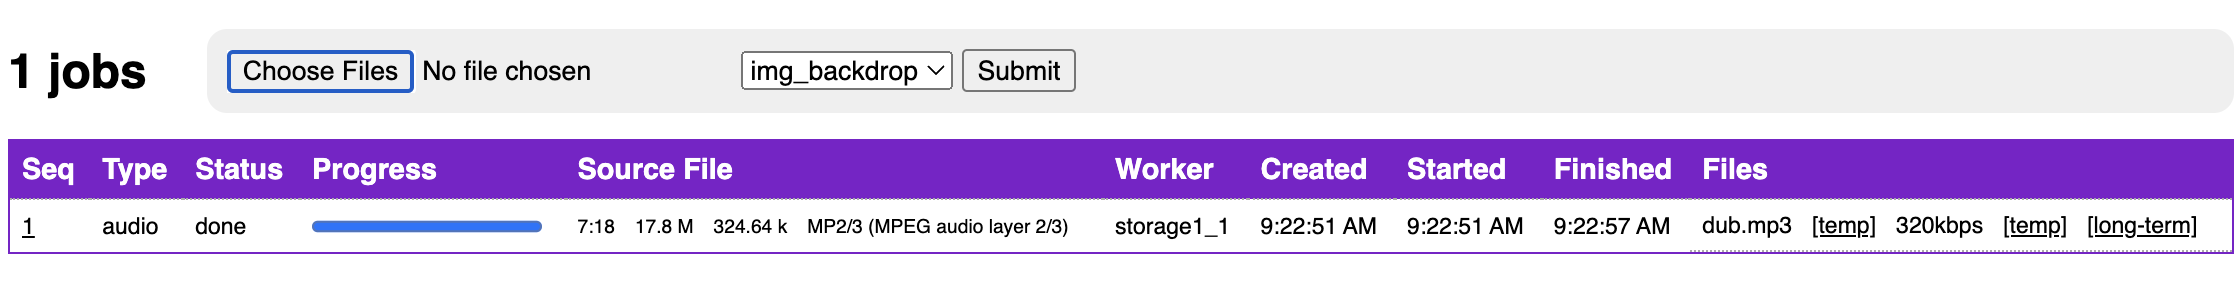 1 jobs Choose Files No file chosen img_backdrop Submit
Seq Type Status Progress Source File Worker Created Started Finished Files
1 audio done 7:18 17.8 M 324.64 k MP2/3 (MPEG audio layer 2/3) storage1_1 9:22:51 AM 9:22:51 AM 9:22:57 AM dub.mp3 [temp] 320kbps [temp] [long-term]